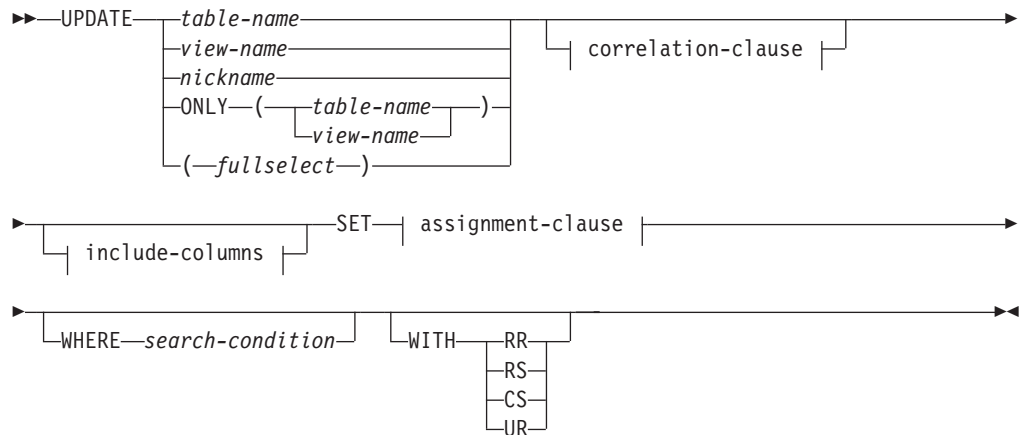 UPDATE table-name
view-name
nickname
ONLY ( table-name )
view-name
( fullselect )
correlation-clause
include-columns
SET assignment-clause
WHERE search-condition
WITH RR
RS
CS
UR